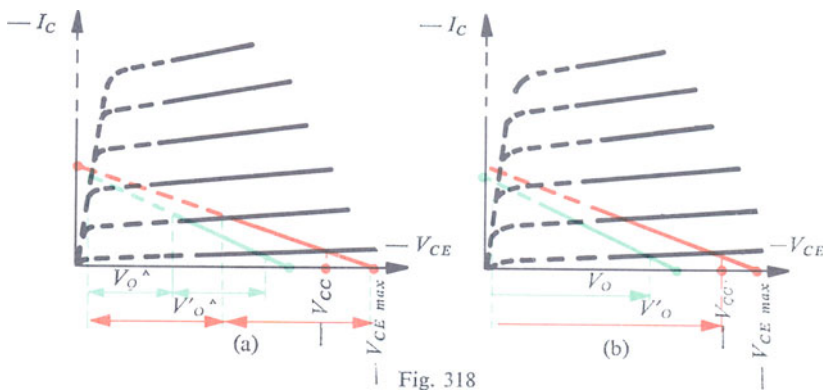 — I_C
— I_C
— V_CE
— V_CE
V_O ^
V'_O ^
V_CC
— V_CE max
V_O
V'_O
V_CC'
— V_CE max
(a)
(b)
Fig. 318